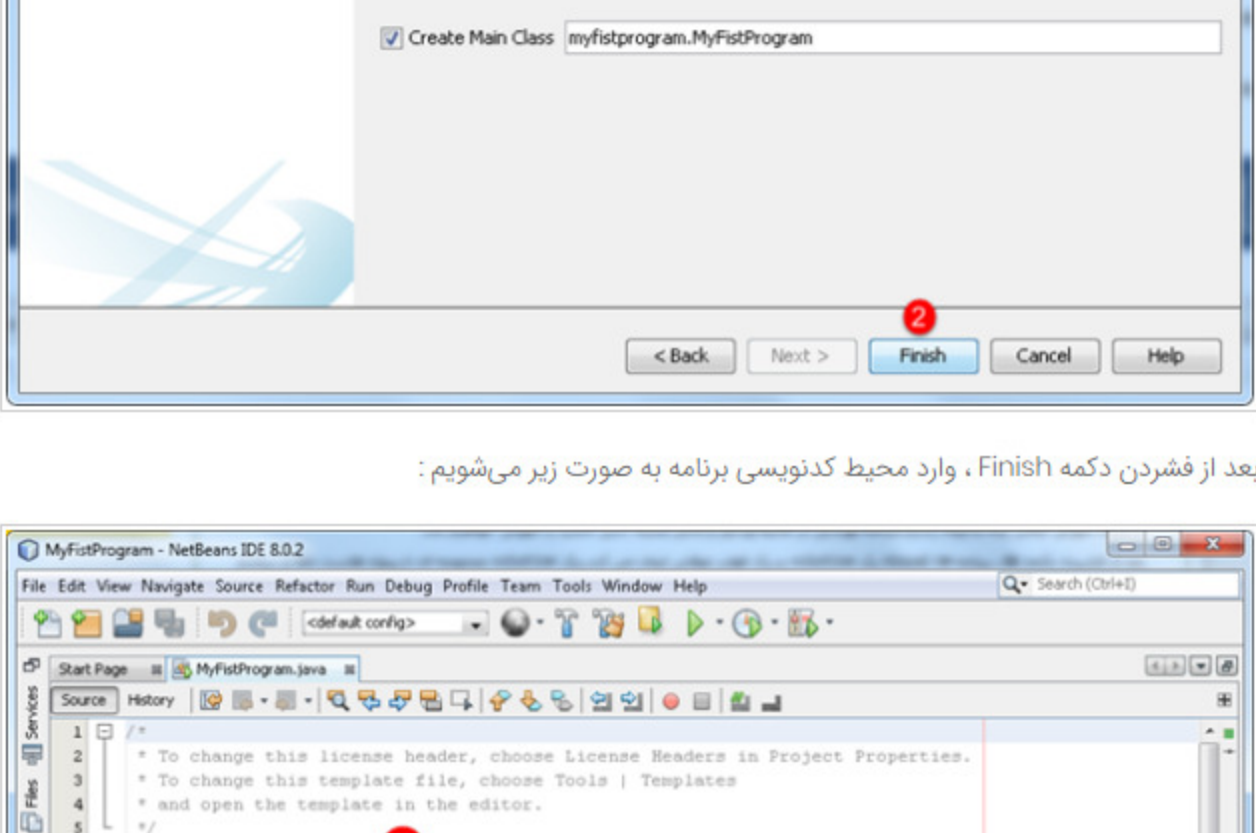 Create Main Class myfistprogram.MyFistProgram
2
< Back Next > Finish Cancel Help
بعد از فشردن دکمه Finish ، وارد محیط کدنویسی برنامه به صورت زیر می‌شویم :
MyFistProgram - NetBeans IDE 8.0.2
File Edit View Navigate Source Refactor Run Debug Profile Team Tools Window Help Search (Ctrl+I)
<default config>
Start Page MyFistProgram.java
Source History
Services
Files
1 /*
2 * To change this license header, choose License Headers in Project Properties.
3 * To change this template file, choose Tools | Templates
4 * and open the template in the editor.
5 */